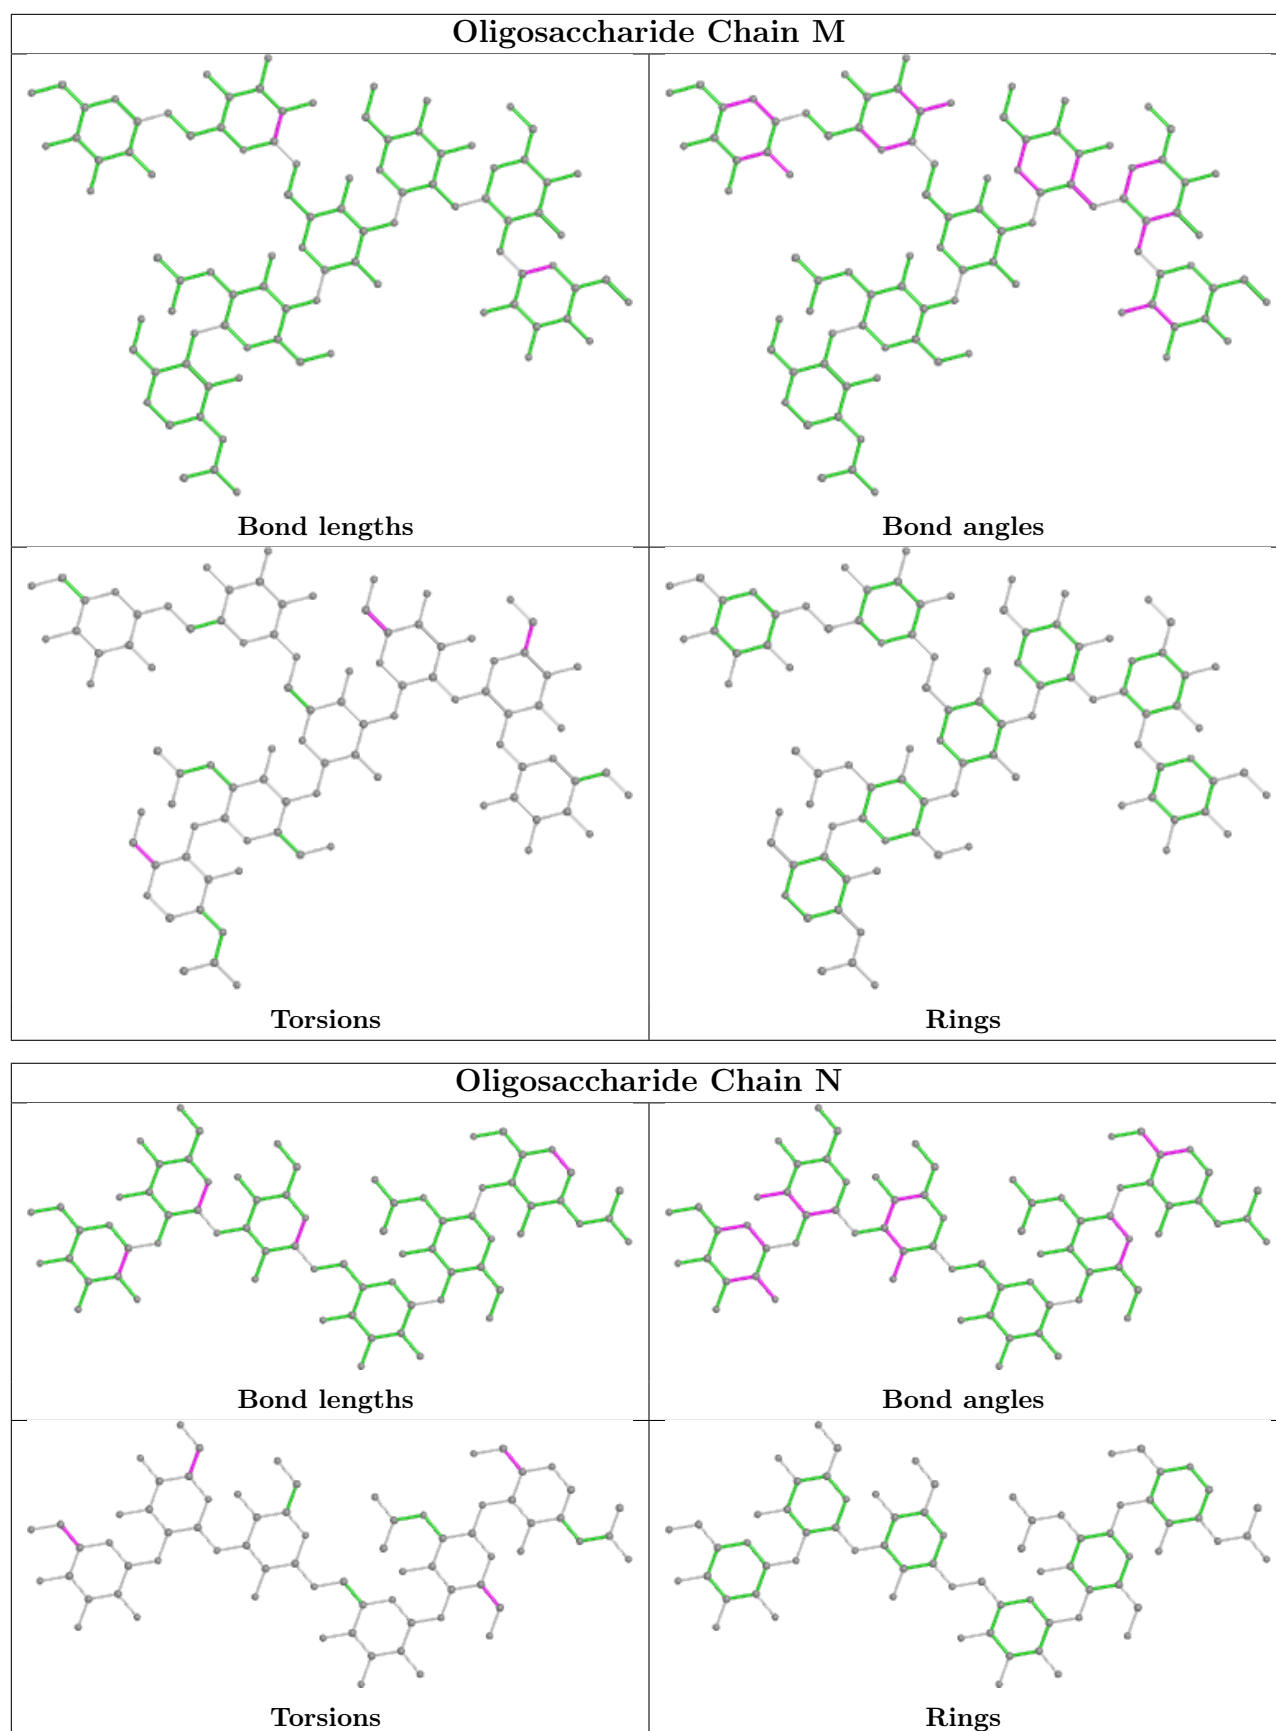 Oligosaccharide Chain M
Bond lengths
Bond angles
Torsions
Rings
Oligosaccharide Chain N
Bond lengths
Bond angles
Torsions
Rings